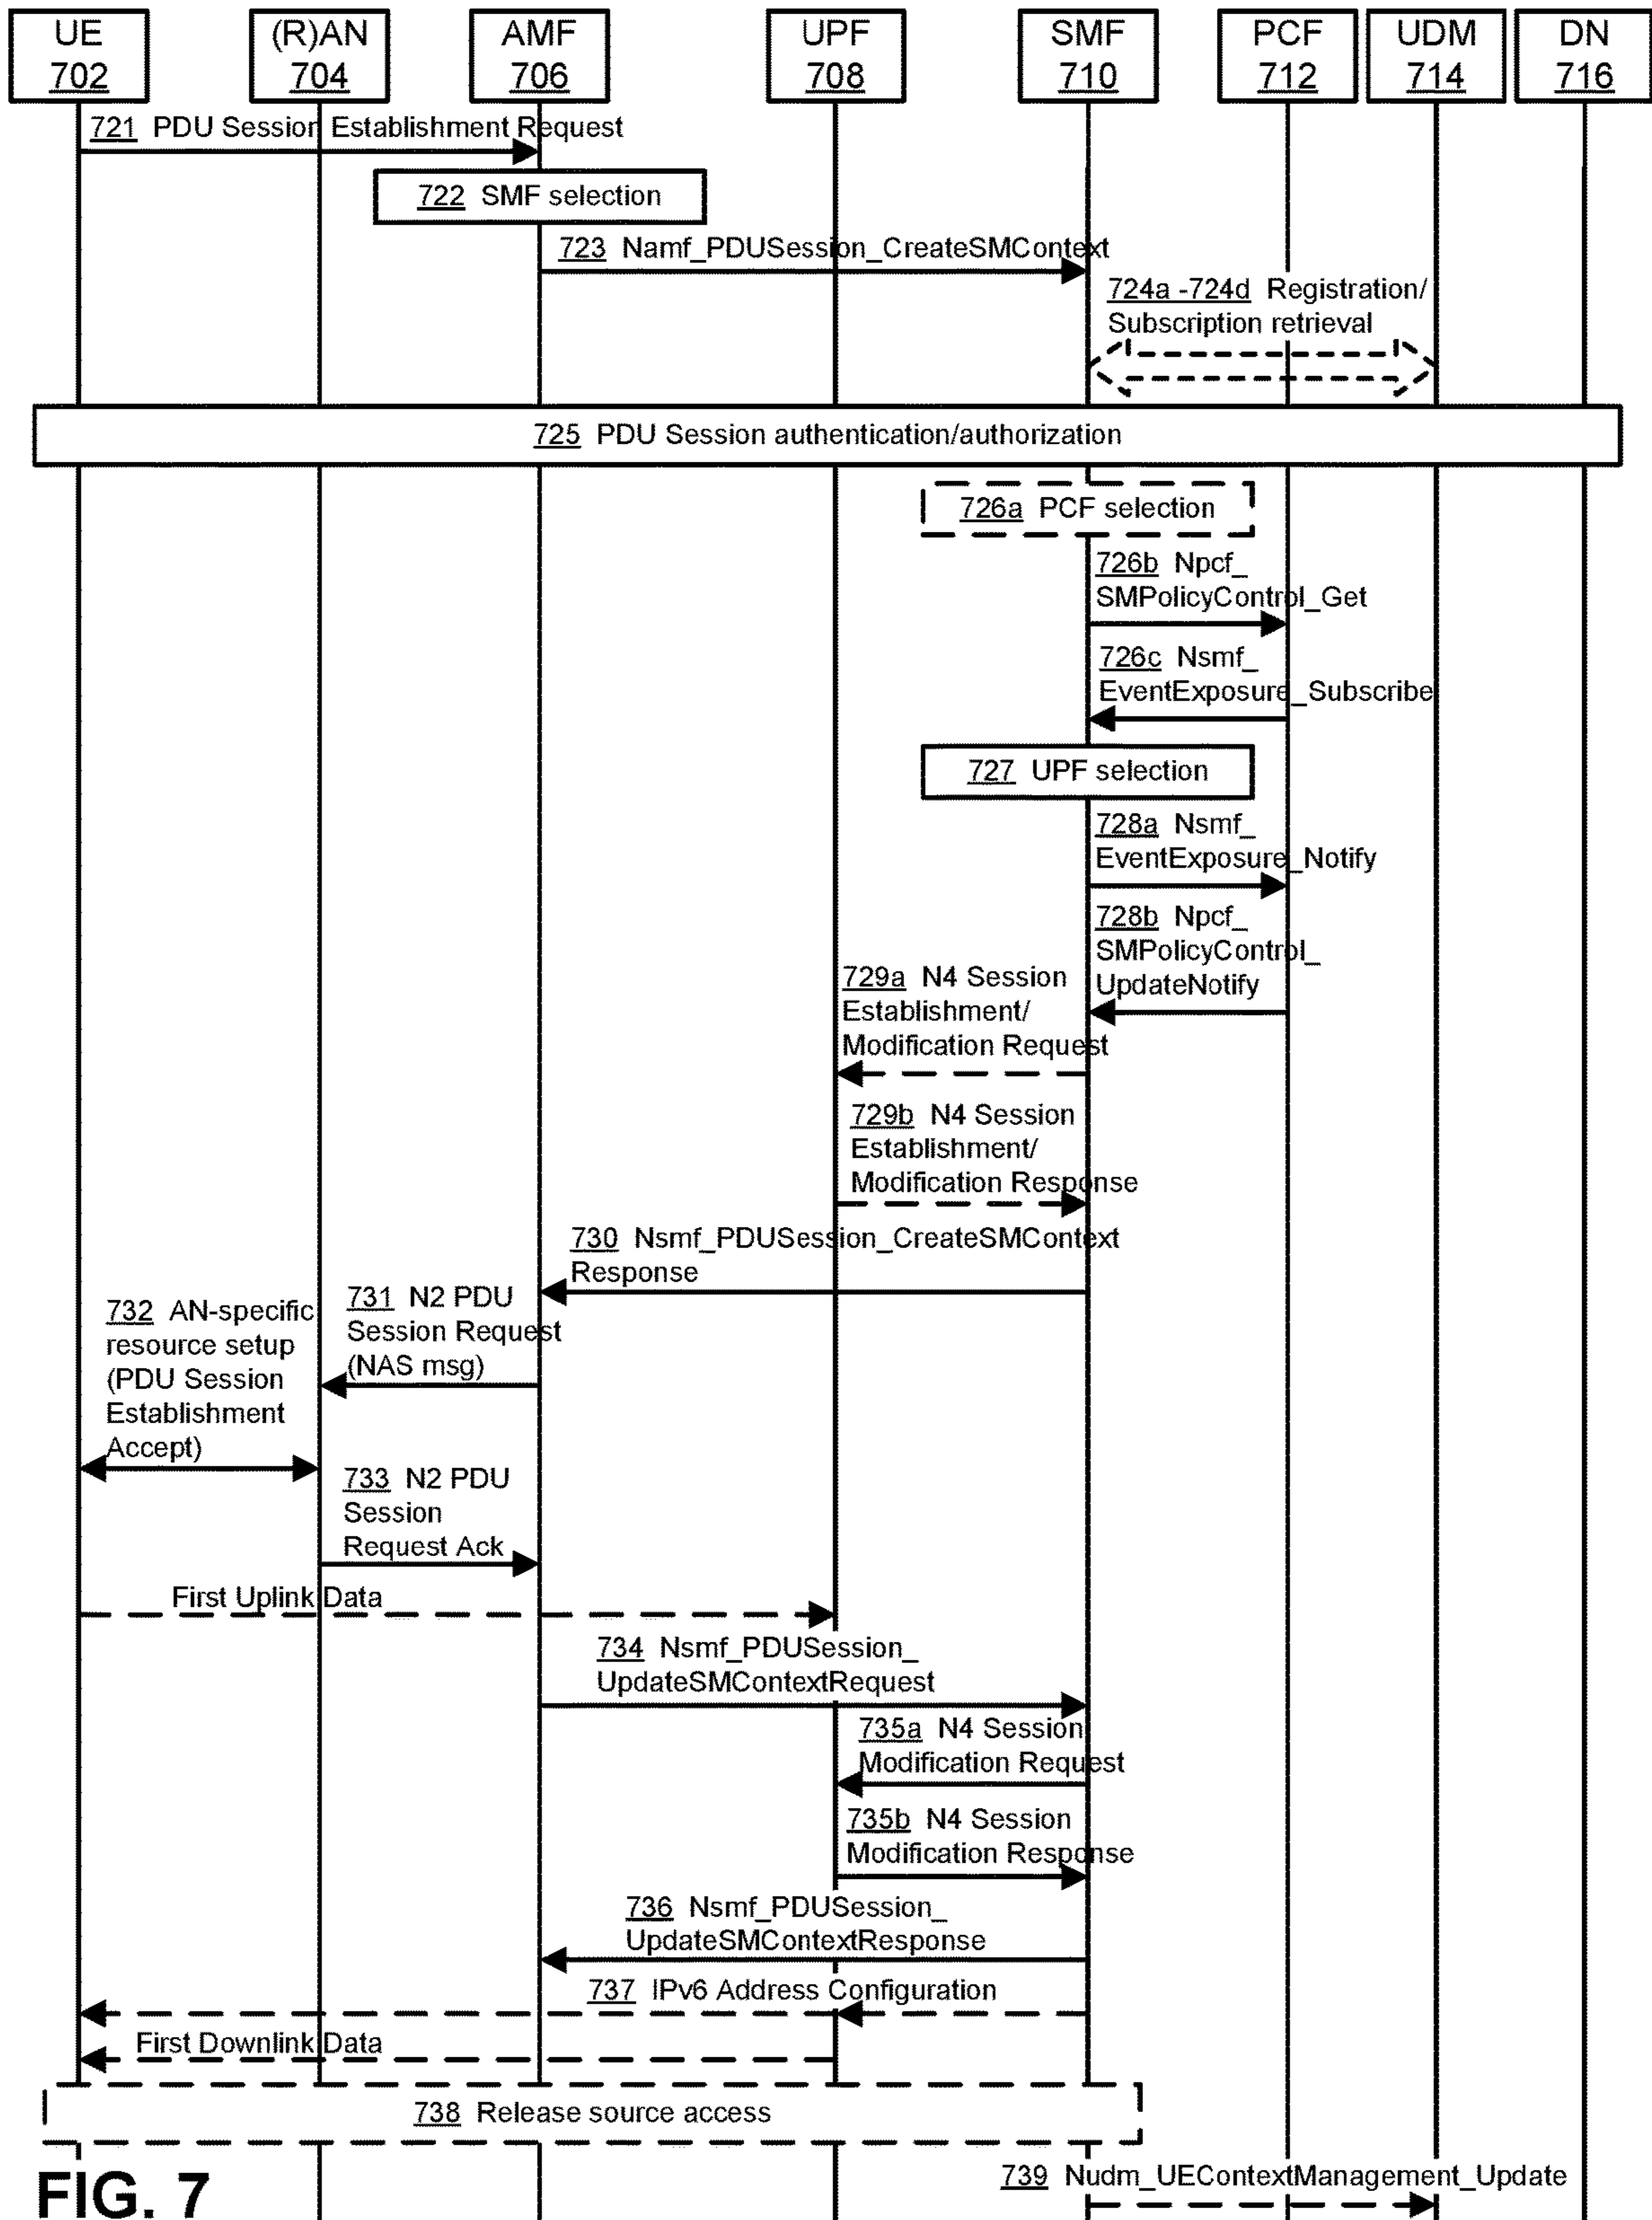 UE
702
(R)AN
704
AMF
706
UPF
708
SMF
710
PCF
712
UDM
714
DN
716
721 PDU Session Establishment Request
722 SMF selection
723 Namf_PDUSession_CreateSMContext
724a -724d Registration/
Subscription retrieval
725 PDU Session authentication/authorization
726a PCF selection
726b Npcf_
SMPolicyControl_Get
726c Nsmf_
EventExposure_Subscribe
727 UPF selection
728a Nsmf_
EventExposure_Notify
728b Npcf_
SMPolicyControl_
UpdateNotify
729a N4 Session
Establishment/
Modification Request
729b N4 Session
Establishment/
Modification Response
730 Nsmf_PDUSession_CreateSMContext
Response
731 N2 PDU
Session Request
(NAS msg)
732 AN-specific
resource setup
(PDU Session
Establishment
Accept)
733 N2 PDU
Session
Request Ack
First Uplink Data
734 Nsmf_PDUSession_
UpdateSMContextRequest
735a N4 Session
Modification Request
735b N4 Session
Modification Response
736 Nsmf_PDUSession_
UpdateSMContextResponse
737 IPv6 Address Configuration
First Downlink Data
738 Release source access
739 Nudm_UEContextManagement_Update
FIG. 7